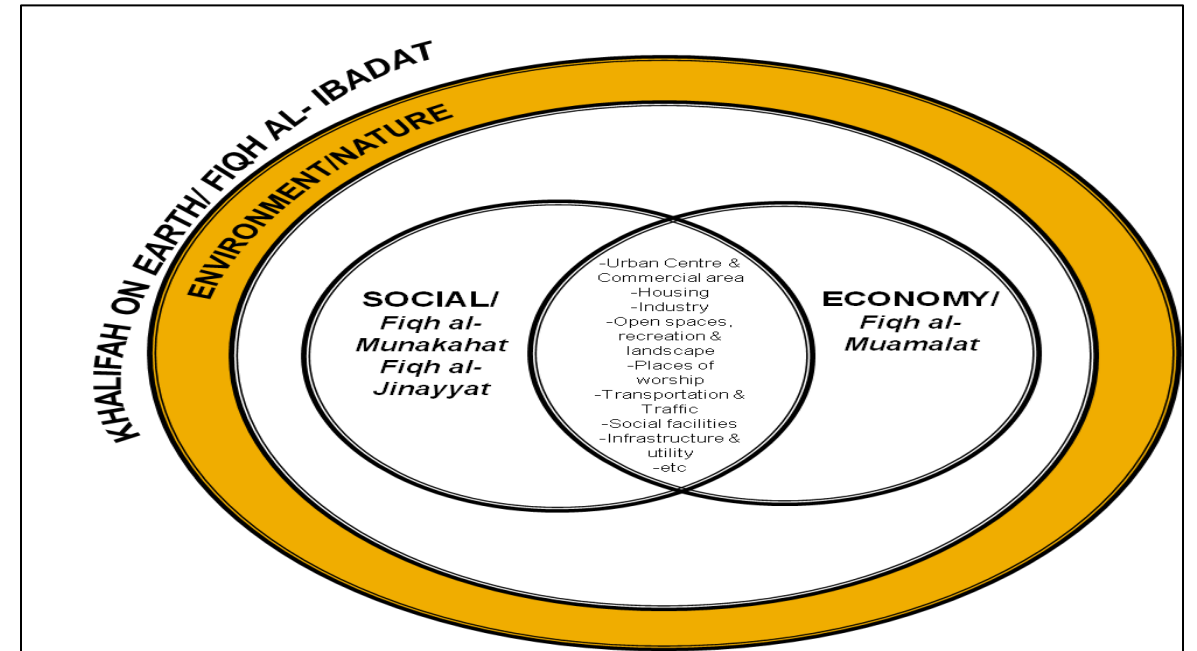 KHALIFAH ON EARTH/ FIQH AL- IBADAT
ENVIRONMENT/NATURE
SOCIAL/
Fiqh al-
Munakahat
Fiqh al-
Jinayyat
-Urban Centre &
Commercial area
-Housing
-Industry
-Open spaces,
recreation &
landscape
-Places of
worship
-Transportation &
Traffic
-Social facilities
-Infrastructure &
utility
-etc
ECONOMY/
Fiqh al-
Muamalat